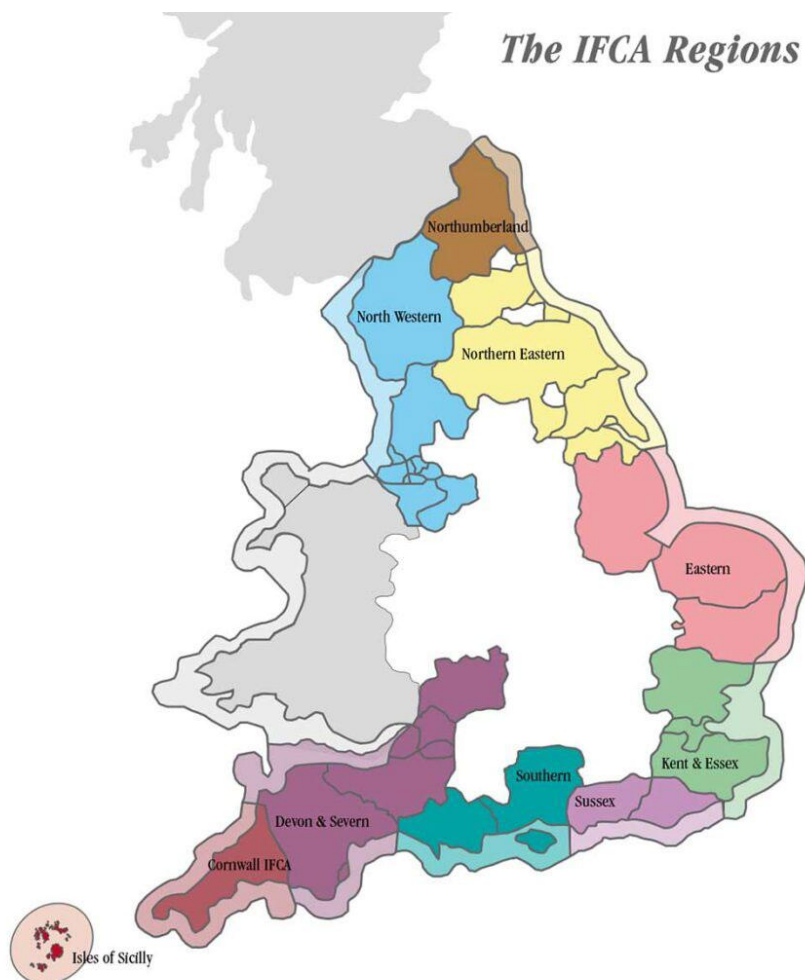 The IFCA Regions
Northumberland
North Western
Northern Eastern
Eastern
Kent & Essex
Southern
Sussex
Devon & Severn
Cornwall IFCA
Isles of Sicilly